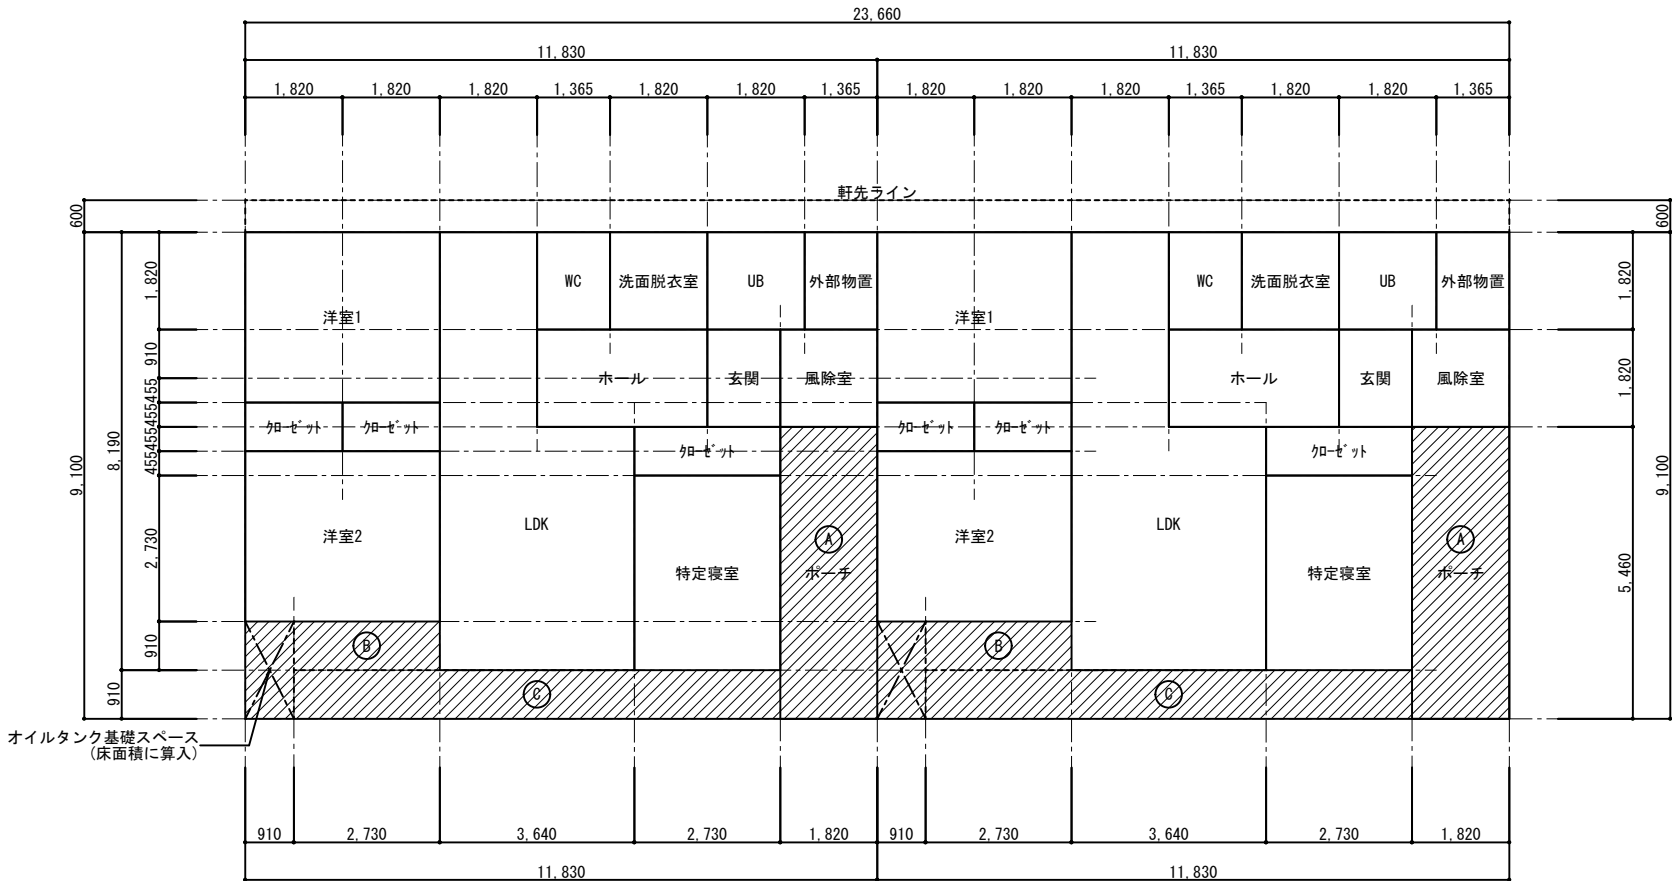 23,660
11,830
11,830
1,820
1,820
1,820
1,365
1,820
1,820
1,365
1,820
1,820
1,820
1,365
1,820
1,820
1,365
軒先ライン
600
600
9,100
8,190
910
1,820
910
455
455
455
455
2,730
910
洋室1
WC
洗面脱衣室
UB
外部物置
洋室1
WC
洗面脱衣室
UB
外部物置
ホール
玄関
風除室
ホール
玄関
風除室
クローゼット
クローゼット
クローゼット
クローゼット
クローゼット
クローゼット
洋室2
LDK
特定寝室
A
ポーチ
洋室2
LDK
特定寝室
A
ポーチ
B
C
B
C
1,820
1,820
5,460
9,100
オイルタンク基礎スペース
(床面積に算入)
910
2,730
3,640
2,730
1,820
910
2,730
3,640
2,730
1,820
11,830
11,830